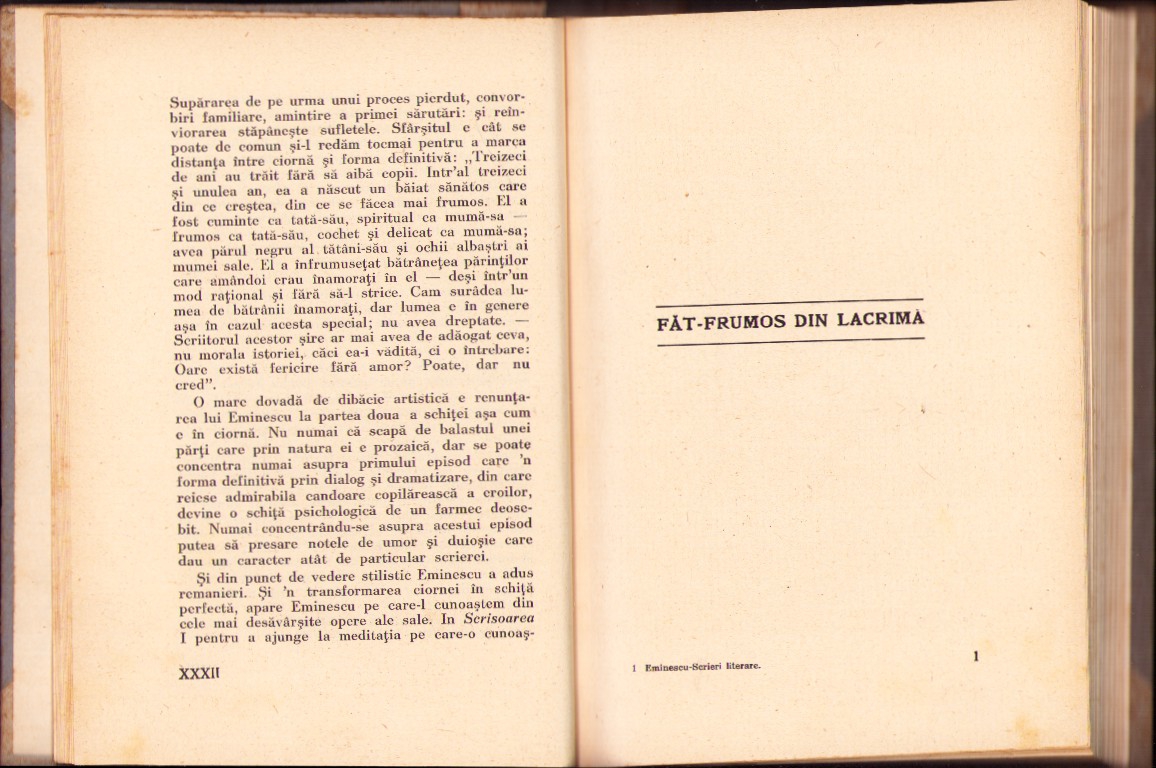 Supărarea de pe urma unui proces pierdut, convor-
biri familiare, amintire a primei sărutări: şi reîn-
viorarea stăpâneşte sufletele. Sfârşitul e cât se
poate de comun şi-l redăm tocmai pentru a marca
distanţa între ciornă şi forma definitivă: „Treizeci
de ani au trăit fără să aibă copii. Intr'al treizeci
şi unulea an, ea a născut un băiat sănătos care
din ce creştea, din ce se făcea mai frumos. El a
fost cuminte ca tată-său, spiritual ca mumă-sa —
frumos ca tată-său, cochet şi delicat ca mumă-sa;
avea părul negru al tătâni-său şi ochii albaştri ai
mumei sale. El a înfrumuseţat bătrâneţea părinţilor
care amândoi erau înamoraţi în el — deşi într'un
mod raţional şi fără să-l strice. Cam surâdea lu-
mea de bătrânii înamoraţi, dar lumea e în genere
aşa în cazul acesta special; nu avea dreptate. —
Scriitorul acestor şire ar mai avea de adăogat ceva,
nu morala istoriei, căci ea-i vădită, ci o întrebare:
Oare există fericire fără amor? Poate, dar nu
cred”.
O mare dovadă de dibăcie artistică e renunţa-
rea lui Eminescu la partea doua a schiţei aşa cum
e în ciornă. Nu numai că scapă de balastul unei
părţi care prin natura ei e prozaică, dar se poate
concentra numai asupra primului episod care 'n
forma definitivă prin dialog şi dramatizare, din care
reiese admirabila candoare copilărească a eroilor,
devine o schiţă psichologică de un farmec deose-
bit. Numai concentrându-se asupra acestui episod
putea să presare notele de umor şi duioşie care
dau un caracter atât de particular scrierei.
Şi din punct de vedere stilistic Eminescu a adus
remanieri. Şi 'n transformarea ciornei în schiţă
perfectă, apare Eminescu pe care-l cunoaştem din
cele mai desăvârşite opere ale sale. In Scrisoarea
I pentru a ajunge la meditaţia pe care-o cunoaş-
XXXII
FĂT-FRUMOS DIN LACRIMĂ
1 Eminescu-Scrieri literare.
1